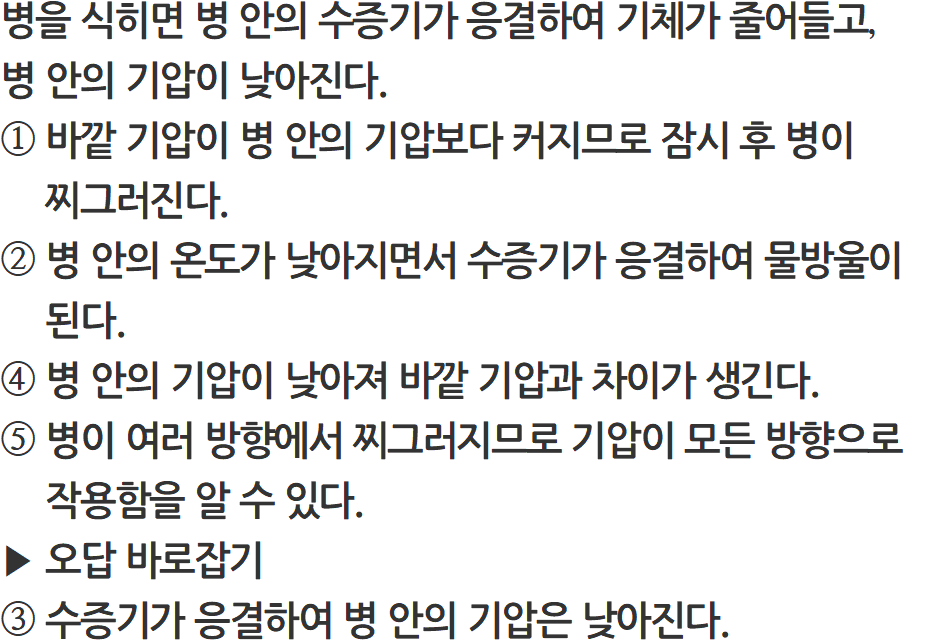 병을 식히면 병 안의 수증기가 응결하여 기체가 줄어들고,
병 안의 기압이 낮아진다.
① 바깥 기압이 병 안의 기압보다 커지므로 잠시 후 병이
찌그러진다.
② 병 안의 온도가 낮아지면서 수증기가 응결하여 물방울이
된다.
④ 병 안의 기압이 낮아져 바깥 기압과 차이가 생긴다.
⑤ 병이 여러 방향에서 찌그러지므로 기압이 모든 방향으로
작용함을 알 수 있다.
▶ 오답 바로잡기
③ 수증기가 응결하여 병 안의 기압은 낮아진다.